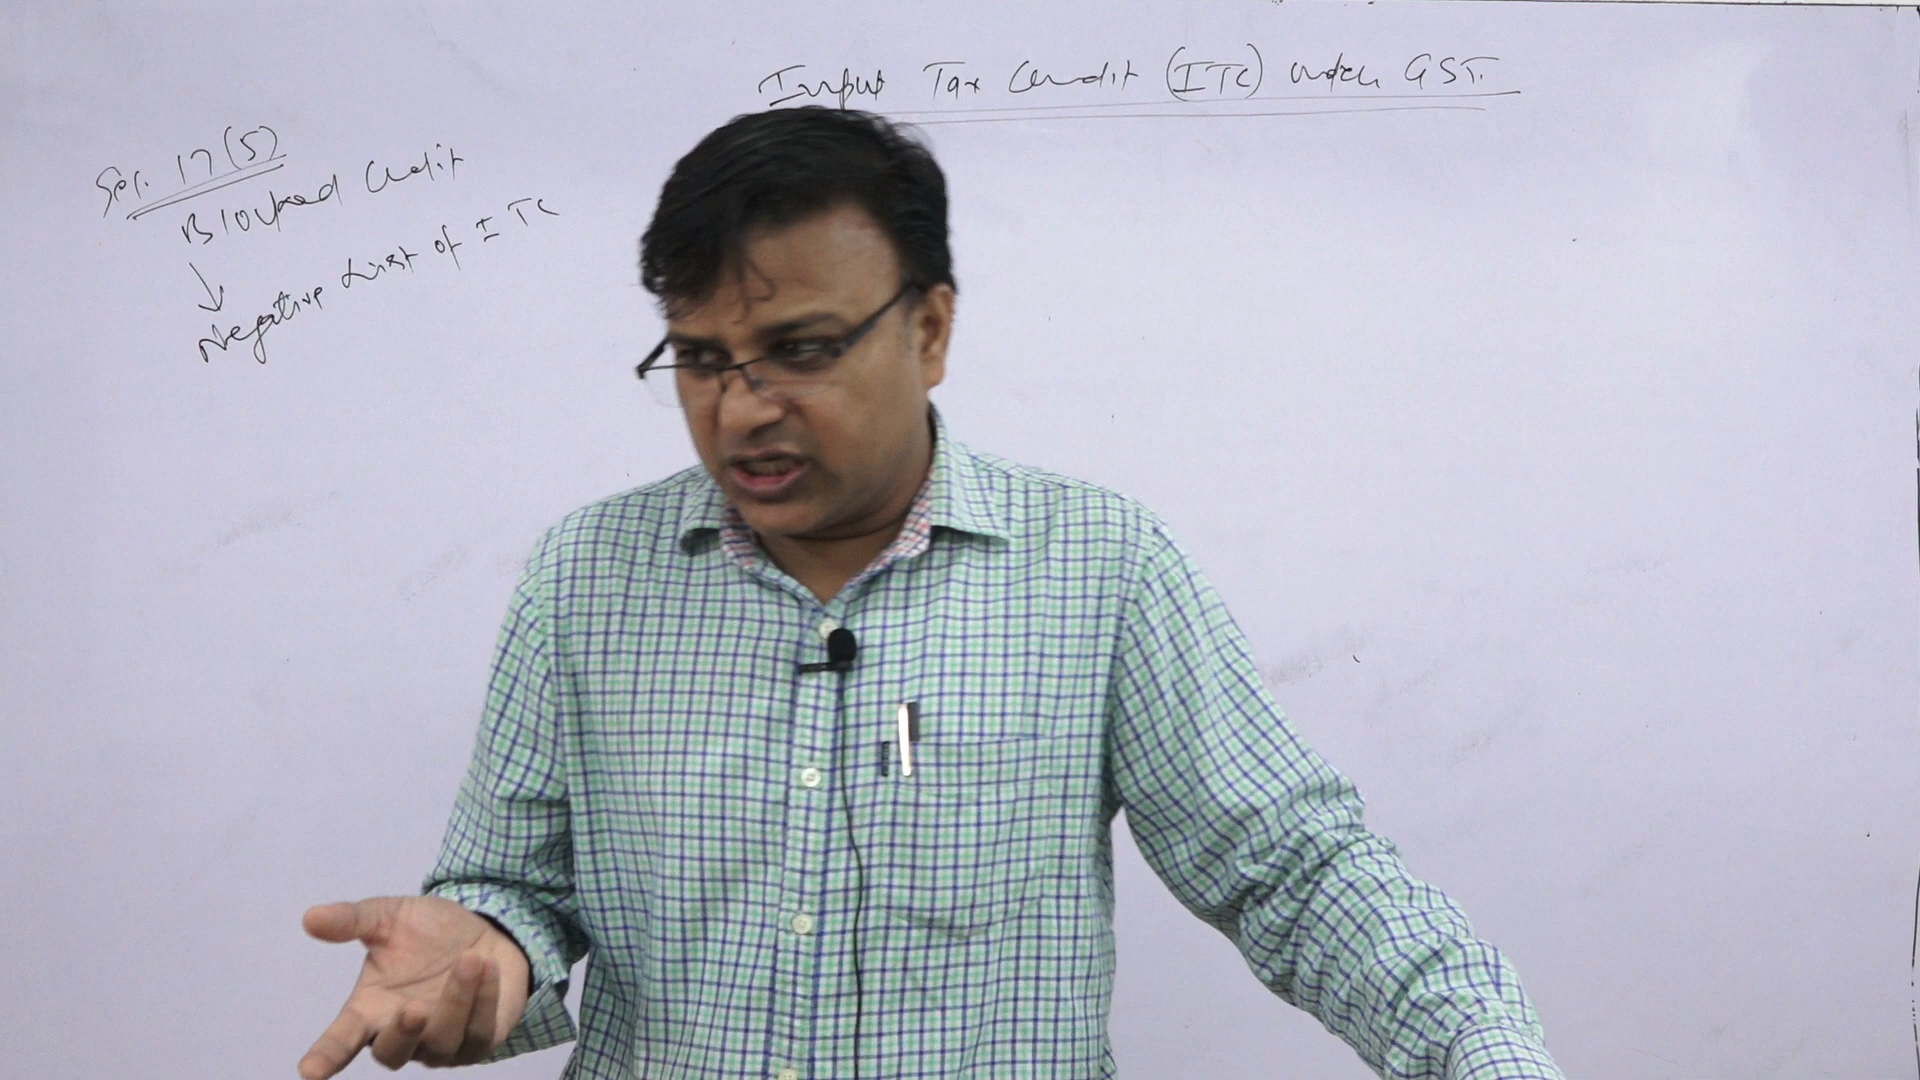 Input Tax Credit (ITC) under GST.
Sec. 17(5)
Blocked Credit
↓
Negative List of ITC